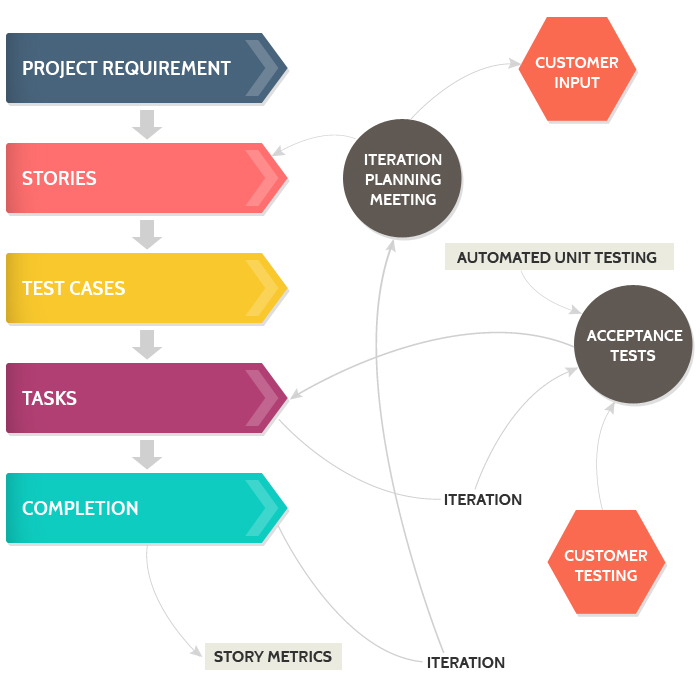 PROJECT REQUIREMENT
STORIES
TEST CASES
TASKS
COMPLETION
STORY METRICS
CUSTOMER
INPUT
ITERATION
PLANNING
MEETING
AUTOMATED UNIT TESTING
ACCEPTANCE
TESTS
ITERATION
CUSTOMER
TESTING
ITERATION